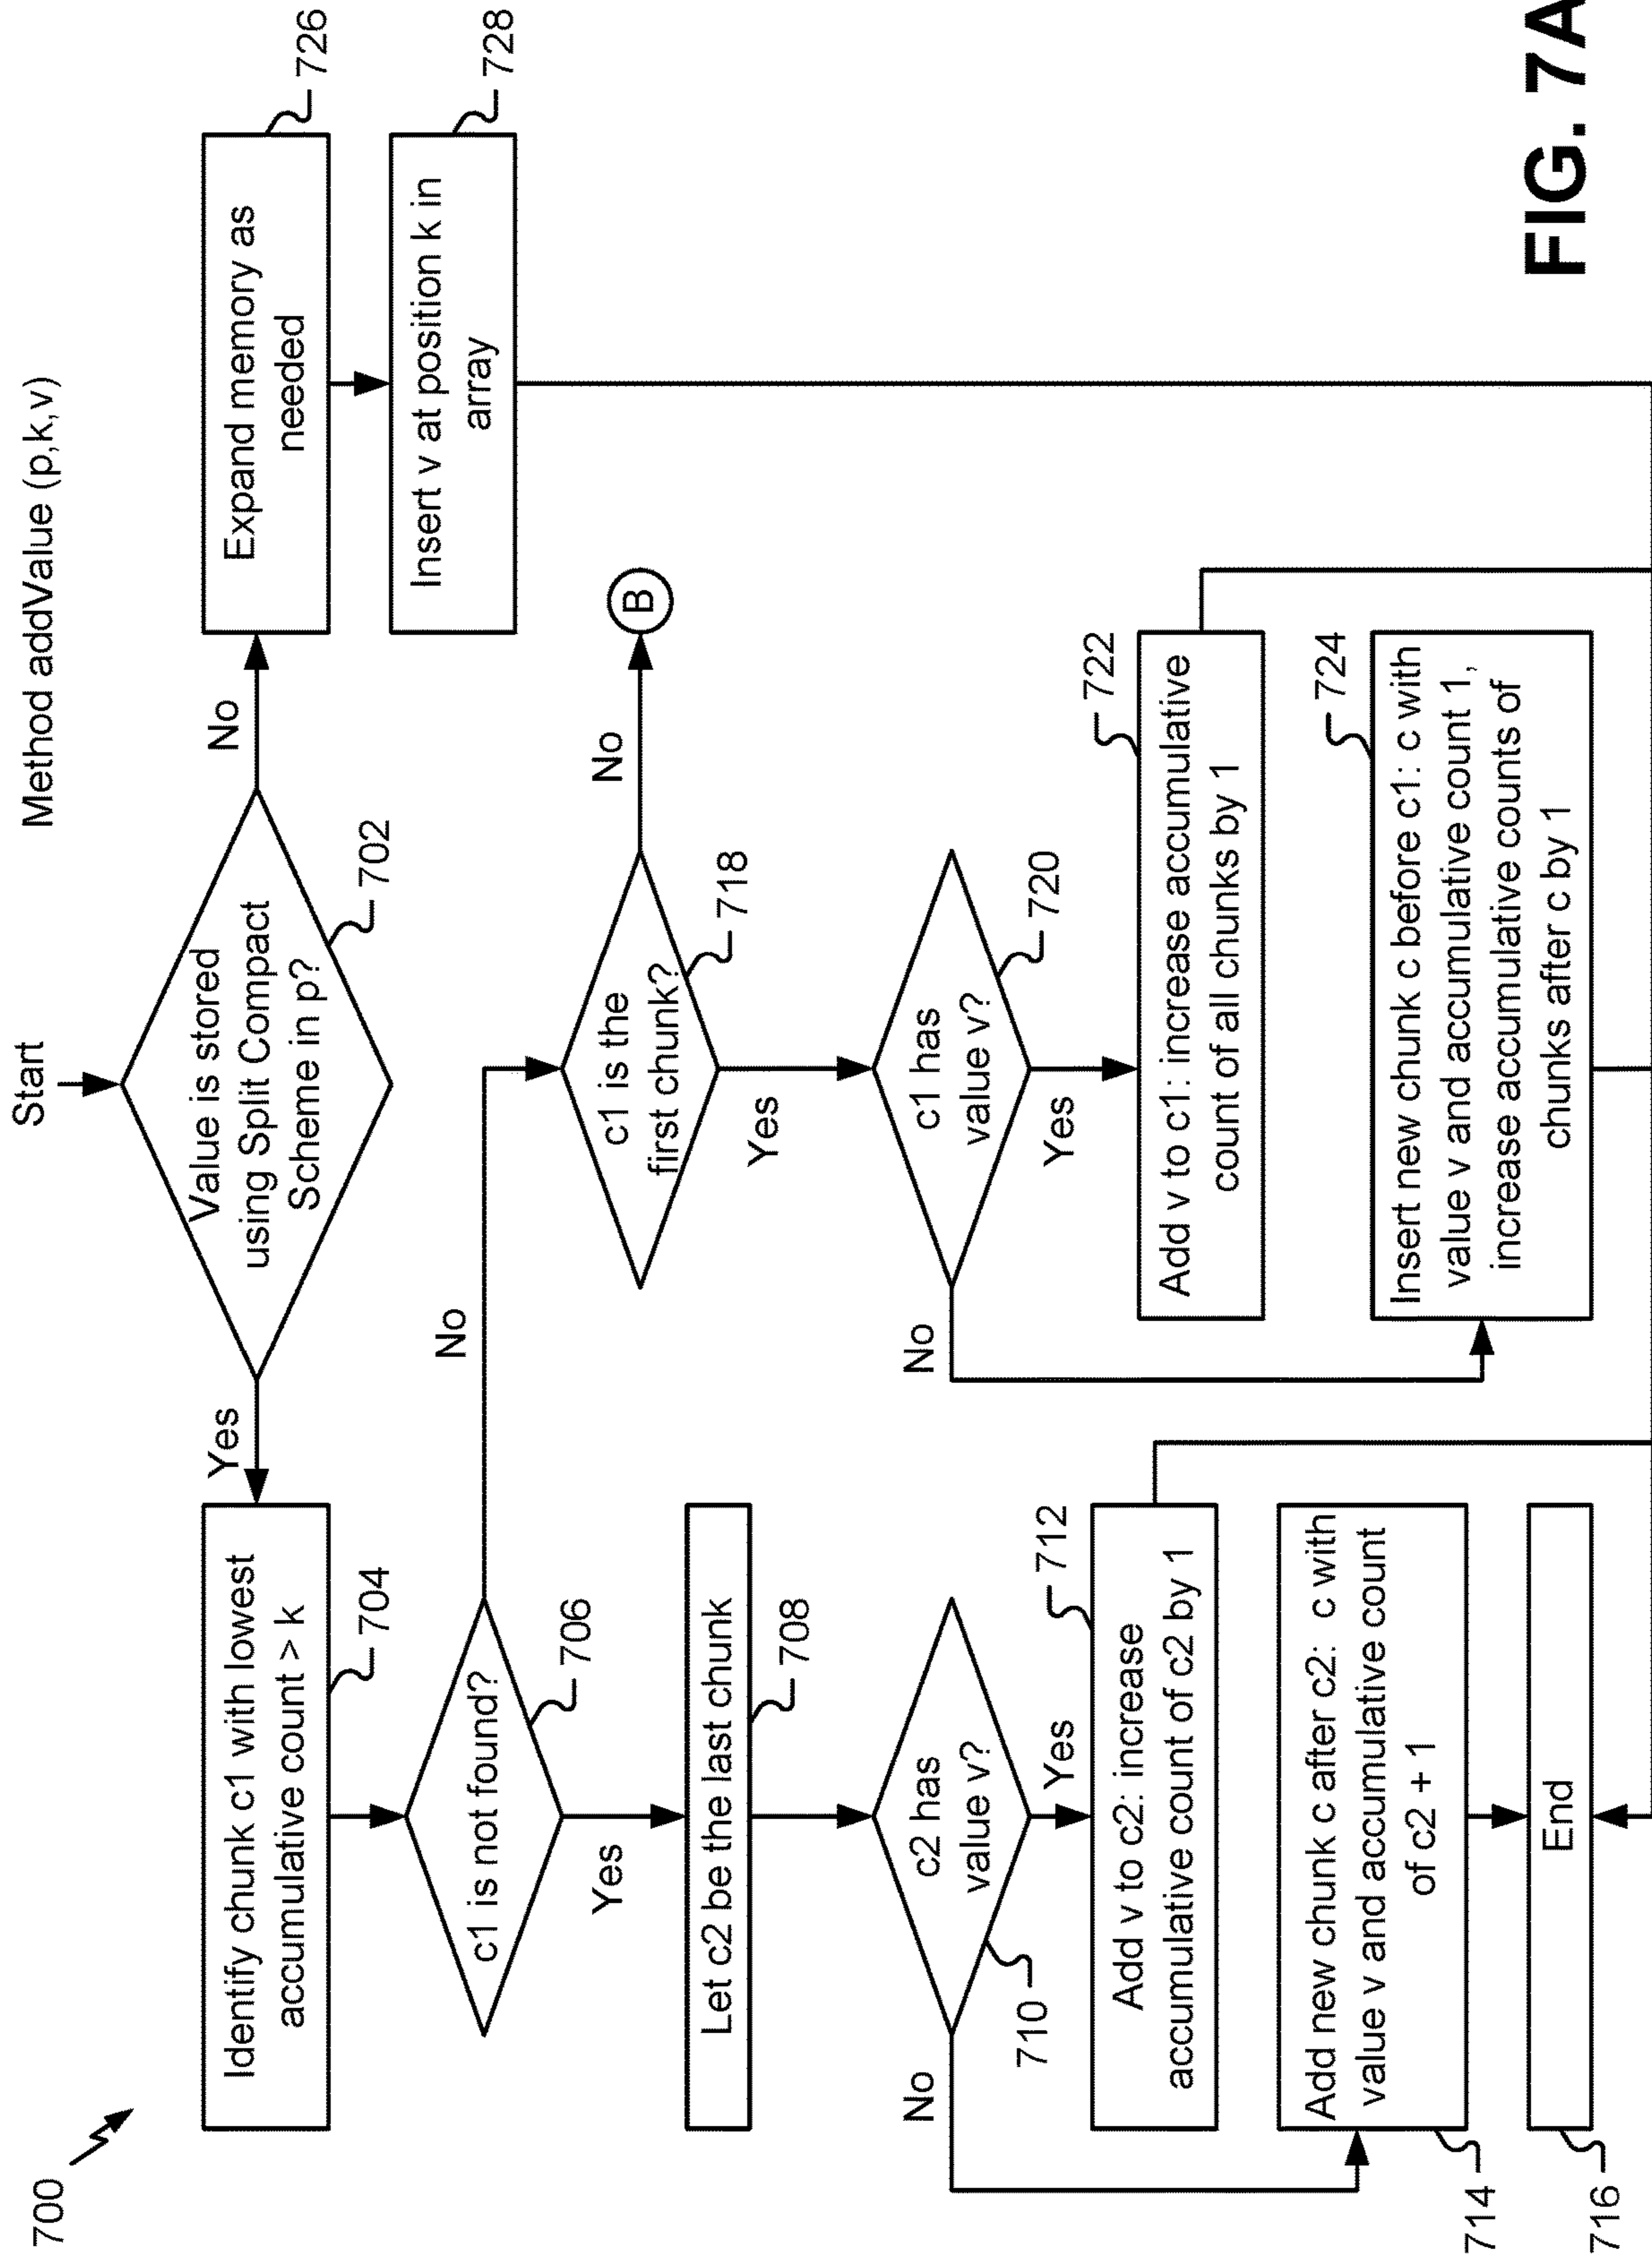 700
Method addValue (p,k,v)
Start
Value is stored
using Split Compact
Scheme in p?
702
Yes
No
Identify chunk c1 with lowest
accumulative count > k
704
Expand memory as
needed
726
Insert v at position k in
array
728
c1 is not found?
706
No
Yes
Let c2 be the last chunk
708
c2 has
value v?
710
No
Yes
Add v to c2: increase
accumulative count of c2 by 1
712
Add new chunk c after c2: c with
value v and accumulative count
of c2 + 1
714
End
716
c1 is the
first chunk?
718
No
B
Yes
c1 has
value v?
720
No
Yes
Add v to c1: increase accumulative
count of all chunks by 1
722
Insert new chunk c before c1: c with
value v and accumulative count 1,
increase accumulative counts of
chunks after c by 1
724
FIG. 7A